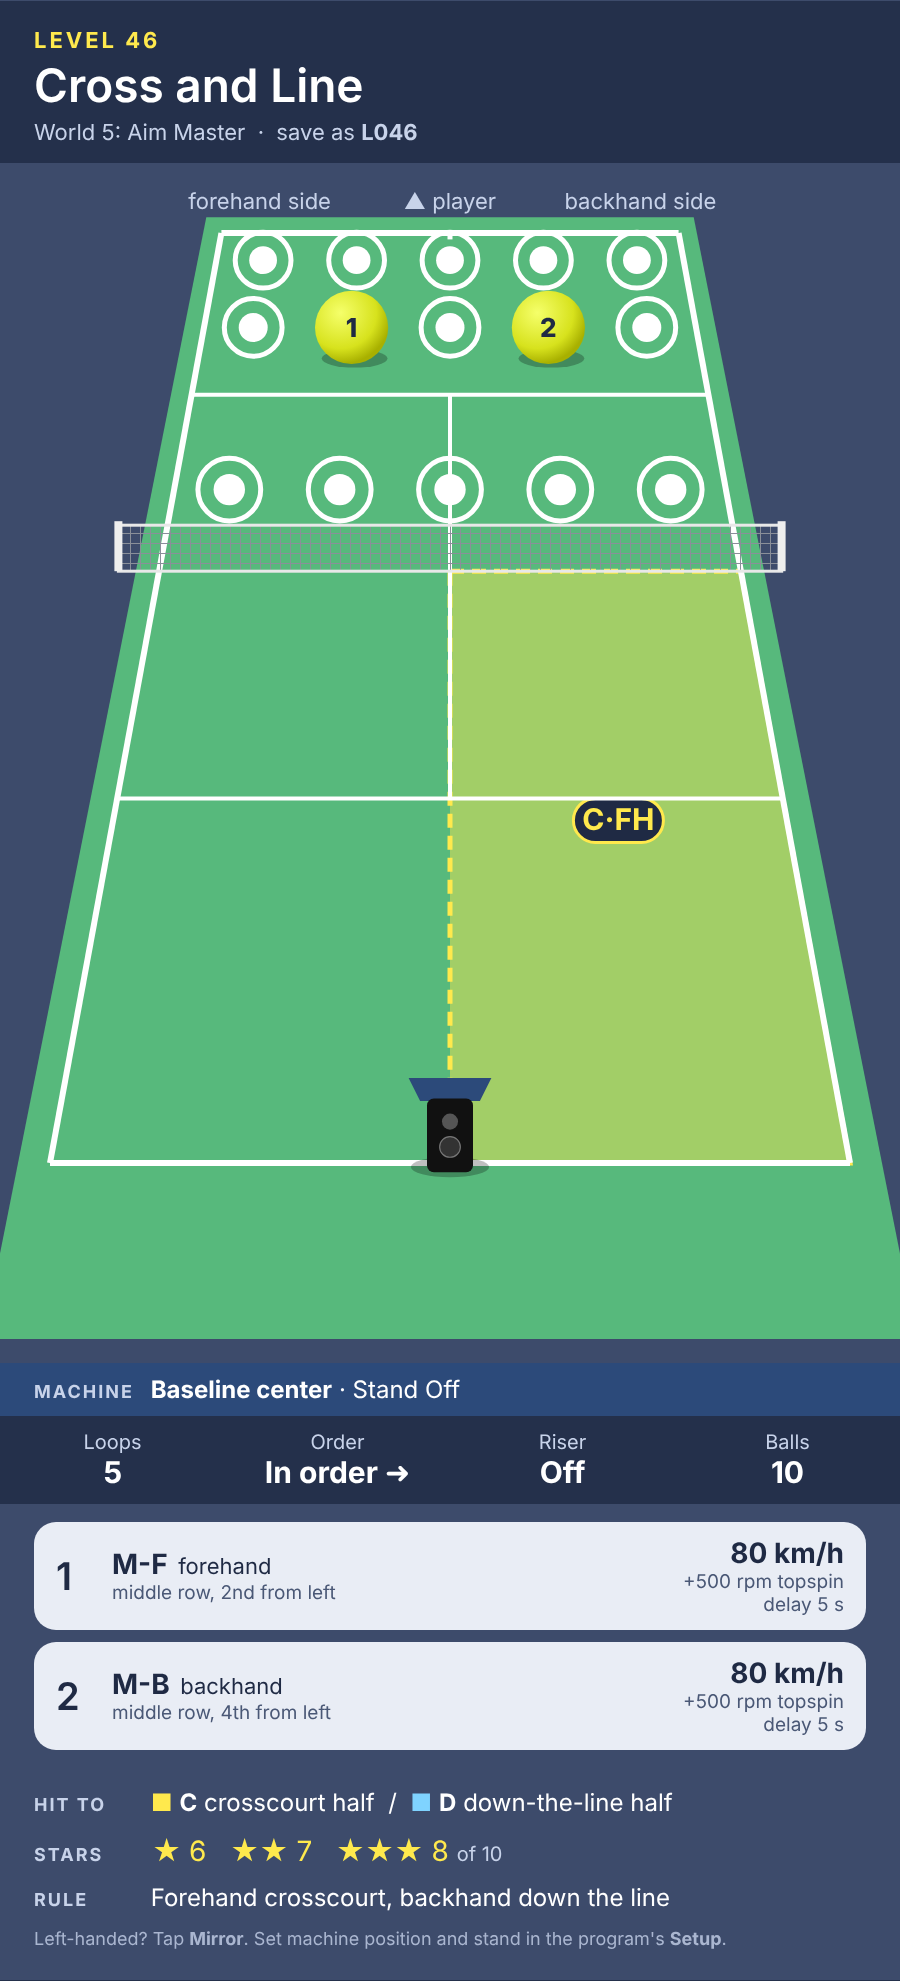 LEVEL 46
Cross and Line
World 5: Aim Master · save as L046
forehand side ▲ player backhand side
1 2
C·FH
MACHINE Baseline center · Stand Off
Loops Order Riser Balls
5 In order → Off 10
1 M-F forehand 80 km/h
middle row, 2nd from left +500 rpm topspin
delay 5 s
2 M-B backhand 80 km/h
middle row, 4th from left +500 rpm topspin
delay 5 s
HIT TO C crosscourt half / D down-the-line half
STARS ★ 6 ★★ 7 ★★★ 8 of 10
RULE Forehand crosscourt, backhand down the line
Left-handed? Tap Mirror. Set machine position and stand in the program's Setup.